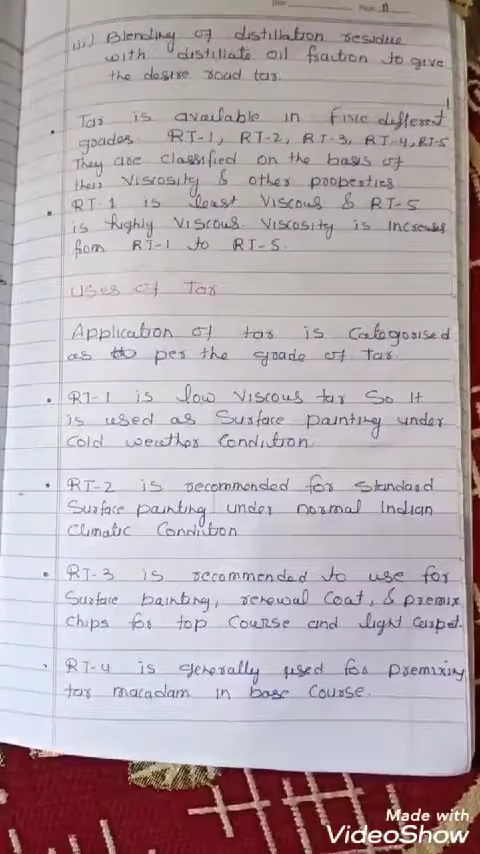 iii) Blending of distillation residue
with distillate oil fraction to give
the desire road tar.
• Tar is available in five different
grades. RT-1, RT-2, RT-3, RT-4, RT-5
They are classified on the basis of
their viscosity & other properties
• RT-1 is least viscous & RT-5
is highly viscous. Viscosity is increases
from RT-1 to RT-5.
Uses of Tar
Application of tar is Categorised
as per the grade of Tar.
• RT-1 is low viscous tar So It
is used as Surface painting under
Cold weather Condition.
• RT-2 is recommended for standard
Surface painting under normal Indian
Climatic Condition
• RT-3 is recommended to use for
Surface painting, renewal Coat, & premix
Chips for top Course and light Carpet.
• RT-4 is generally used for premixing
tar macadam in base Course.
Made with
VideoShow